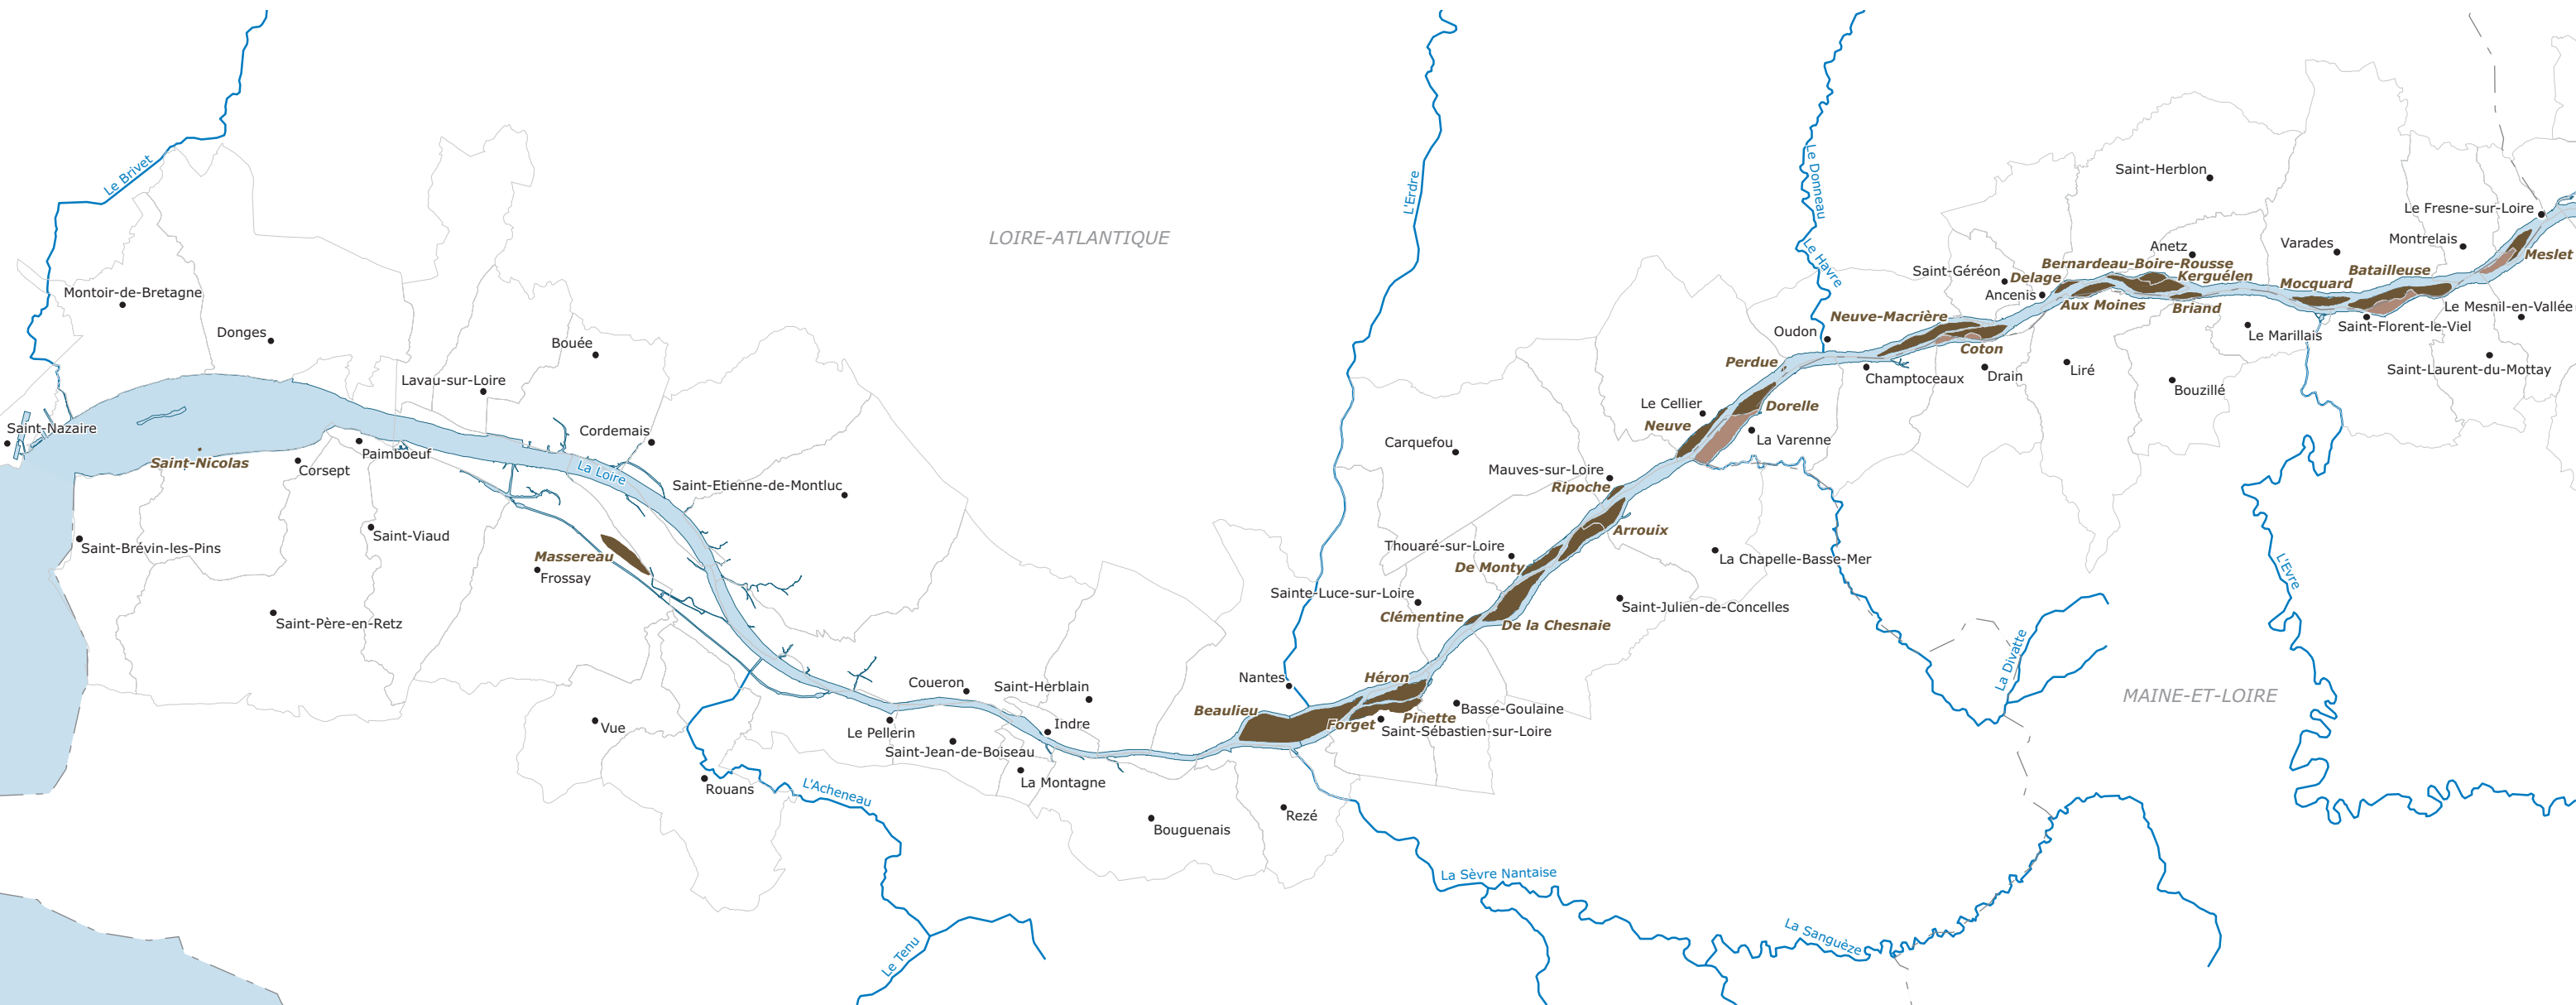 Le Brivet
L'Erdre
Le Donneau
Le Havre
LOIRE-ATLANTIQUE
MAINE-ET-LOIRE
Saint-Herblon
Le Fresne-sur-Loire
Anetz
Varades
Montrelais
Meslet
Saint-Géréon
Delage
Bernardeau-Boire-Rousse
Kerguélen
Mocquard
Batailleuse
Ancenis
Aux Moines
Briand
Le Mesnil-en-Vallée
Saint-Florent-le-Viel
Le Marillais
Saint-Laurent-du-Mottay
Neuve-Macrière
Coton
Oudon
Perdue
Champtoceaux
Drain
Liré
Bouzillé
Montoir-de-Bretagne
Donges
Bouée
Lavau-sur-Loire
Saint-Nazaire
Saint-Nicolas
Corsept
Paimboeuf
Cordemais
La Loire
Saint-Etienne-de-Montluc
Le Cellier
Neuve
Dorelle
La Varenne
Carquefou
Mauves-sur-Loire
Ripoche
Arrouix
Thouaré-sur-Loire
De Monty
La Chapelle-Basse-Mer
Saint-Brévin-les-Pins
Saint-Viaud
Massereau
Frossay
Saint-Père-en-Retz
Sainte-Luce-sur-Loire
Clémentine
De la Chesnaie
Saint-Julien-de-Concelles
L'Evre
La Divatte
Coueron
Saint-Herblain
Nantes
Héron
Beaulieu
Forget
Pinette
Basse-Goulaine
Saint-Sébastien-sur-Loire
Vue
Le Pellerin
Indre
Saint-Jean-de-Boiseau
La Montagne
Rouans
L'Acheneau
Bouguenais
Rezé
La Sèvre Nantaise
La Sanguèze
Le Tenu